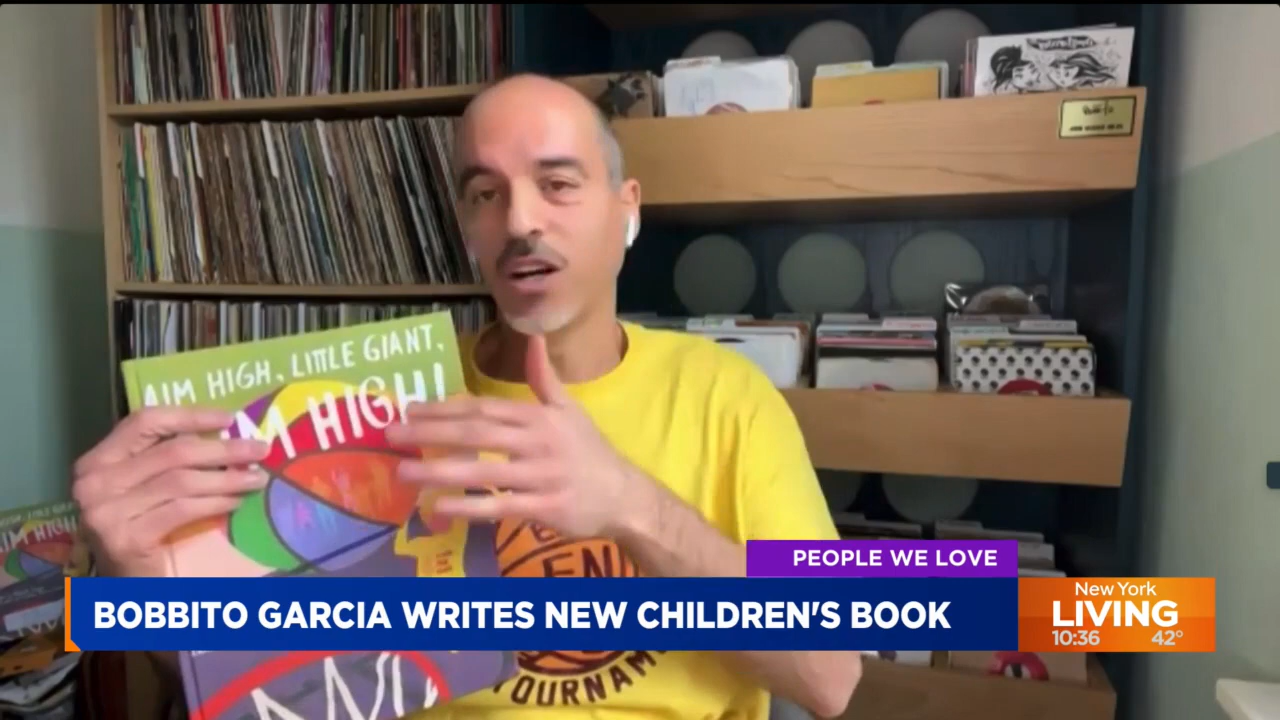 AIM HIGH, LITTLE GIANT,
AIM HIGH!
PEOPLE WE LOVE
BOBBITO GARCIA WRITES NEW CHILDREN'S BOOK
New York
LIVING
10:36
42°